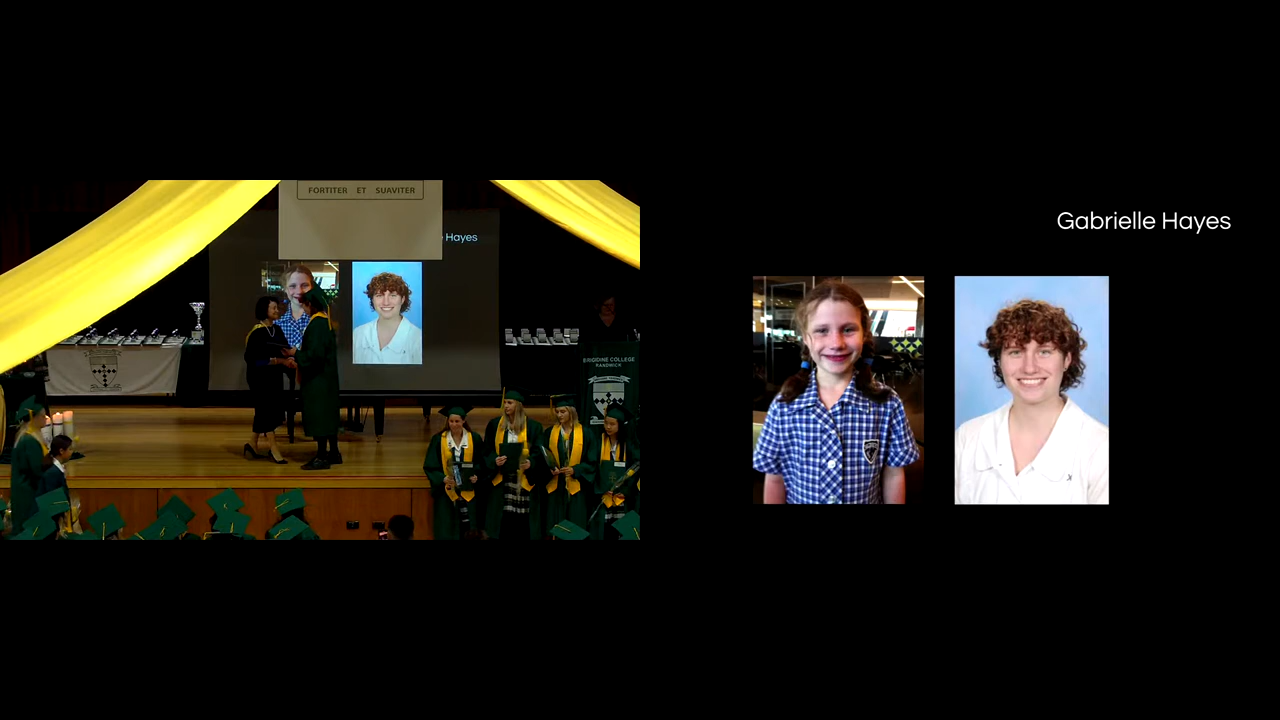 FORTITER ET SUAVITER
e Hayes
BRIGIDINE COLLEGE
RANDWICK
Gabrielle Hayes